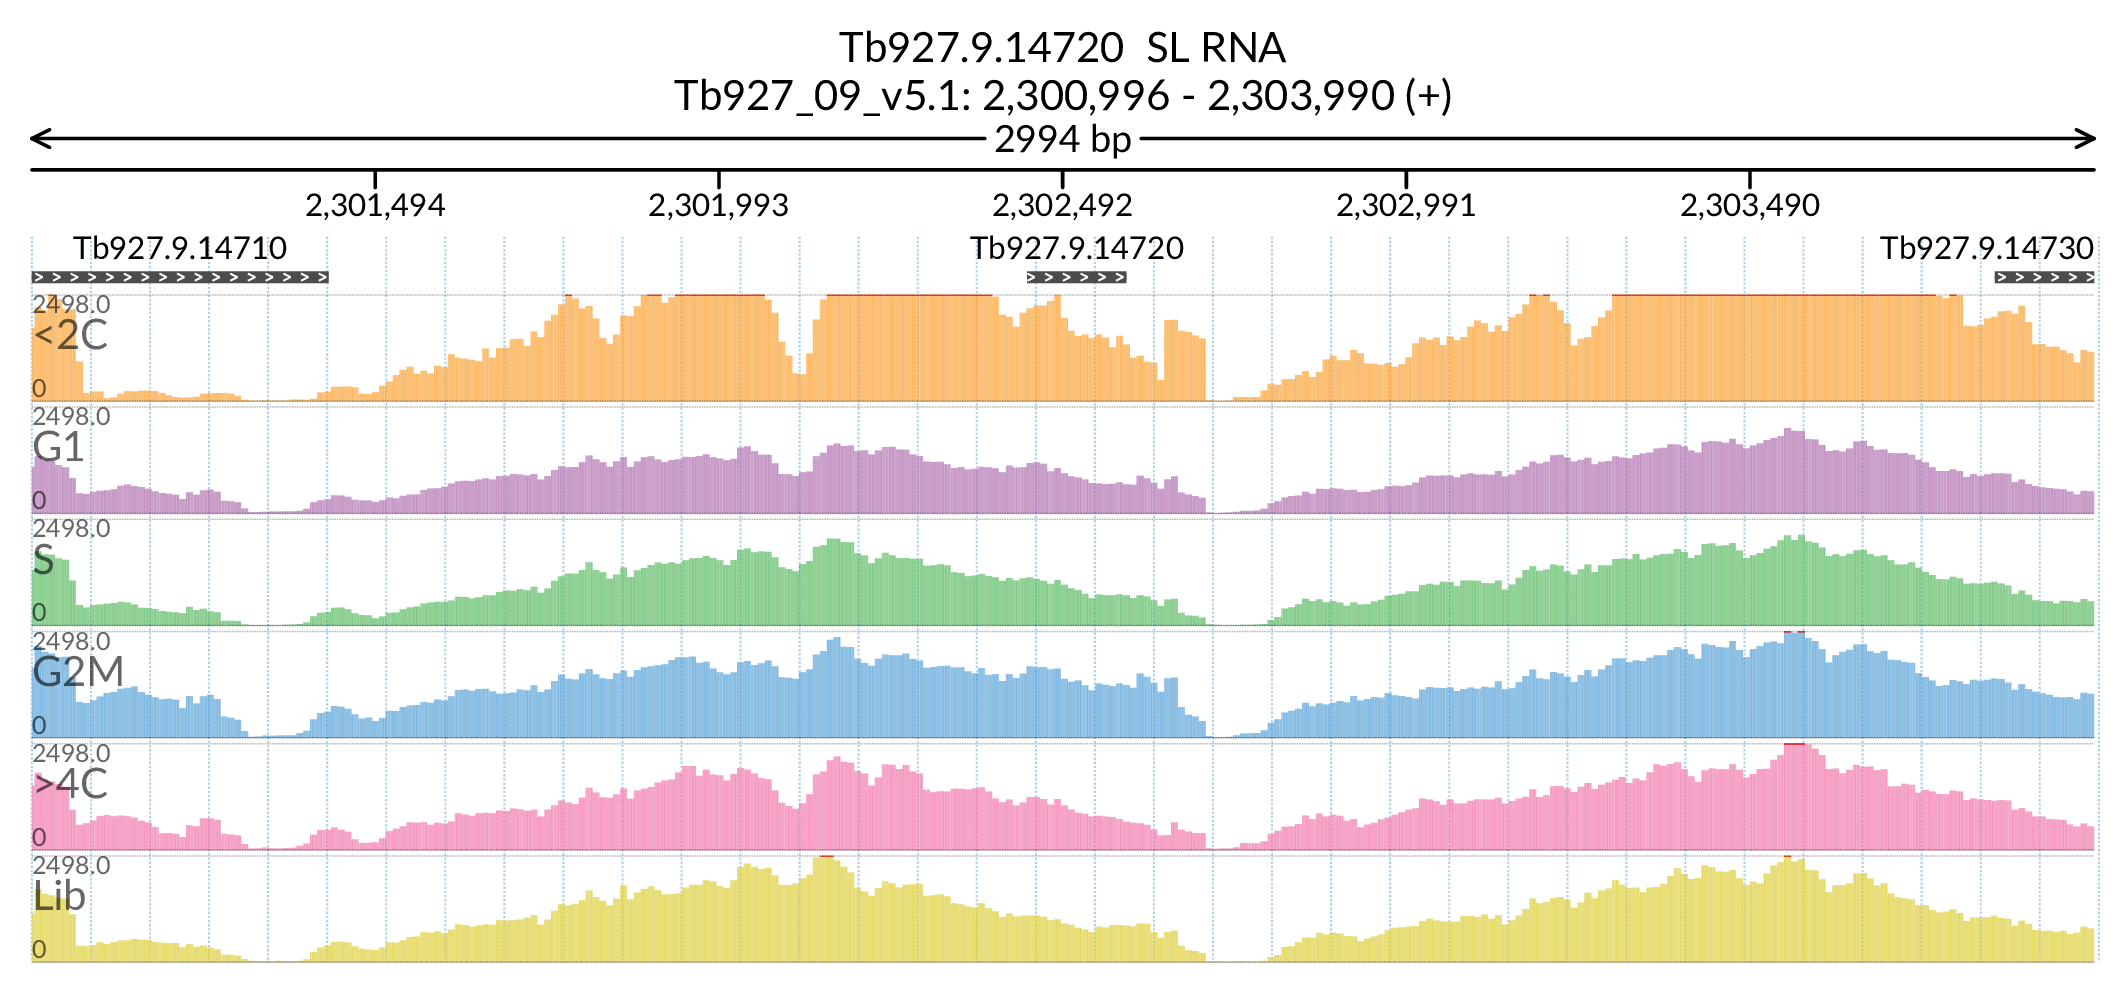 Tb927.9.14720  SL RNA
Tb927_09_v5.1: 2,300,996 - 2,303,990 (+)
2994 bp
2,301,494 2,301,993 2,302,492 2,302,991 2,303,490
Tb927.9.14710 Tb927.9.14720 Tb927.9.14730
2498.0
<2C
0
2498.0
G1
0
2498.0
S
0
2498.0
G2M
0
2498.0
>4C
0
2498.0
Lib
0